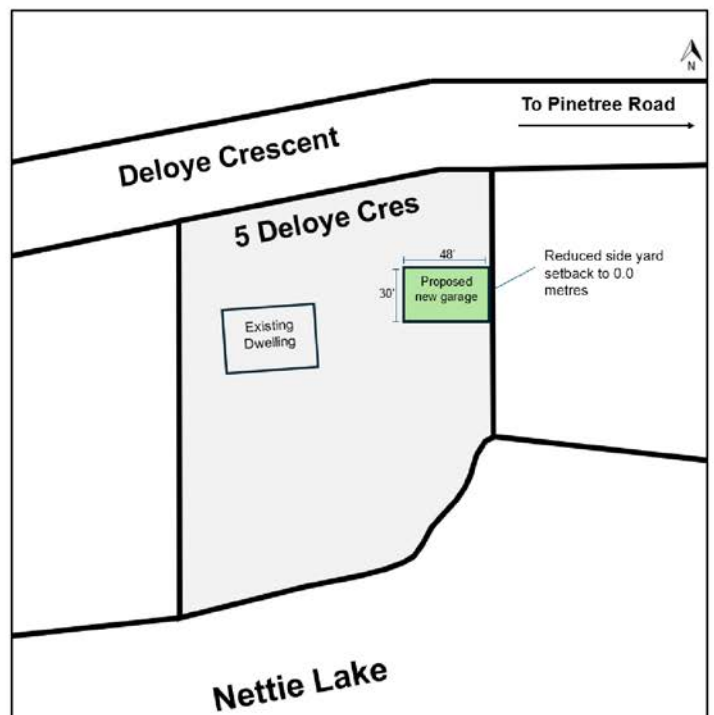 N
To Pinetree Road
Deloye Crescent
5 Deloye Cres
48'
Reduced side yard
setback to 0.0
metres
Proposed
new garage
30'
Existing
Dwelling
Nettie Lake